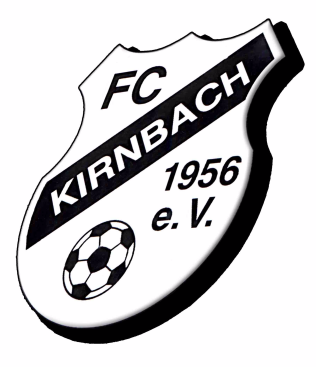 FC
KIRNBACH
1956
e.V.